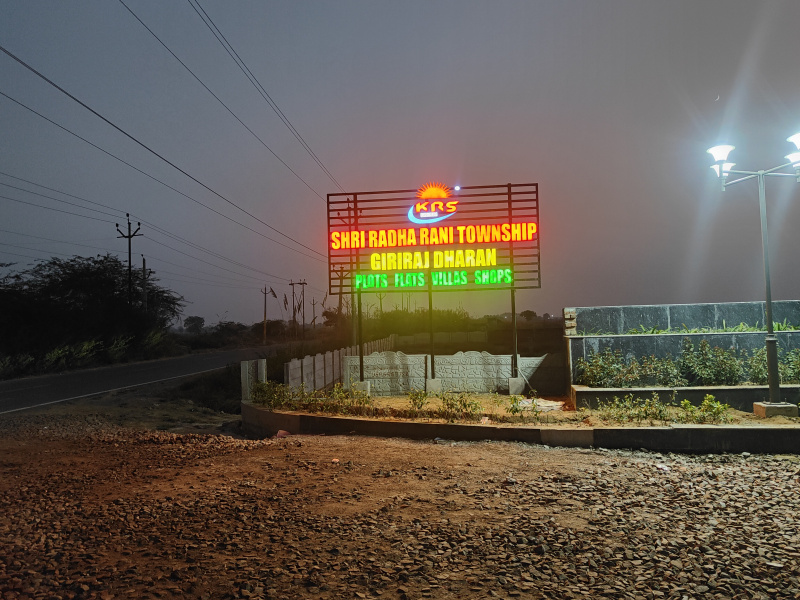 KRS
SHRI RADHA RANI TOWNSHIP
GIRIRAJ DHARAN
PLOTS FLATS VILLAS SHOPS